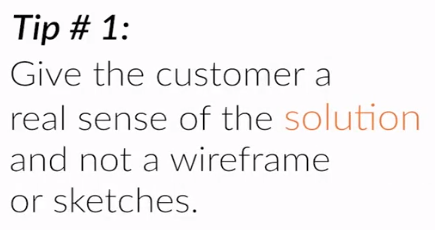 Tip # 1:
Give the customer a
real sense of the solution
and not a wireframe
or sketches.